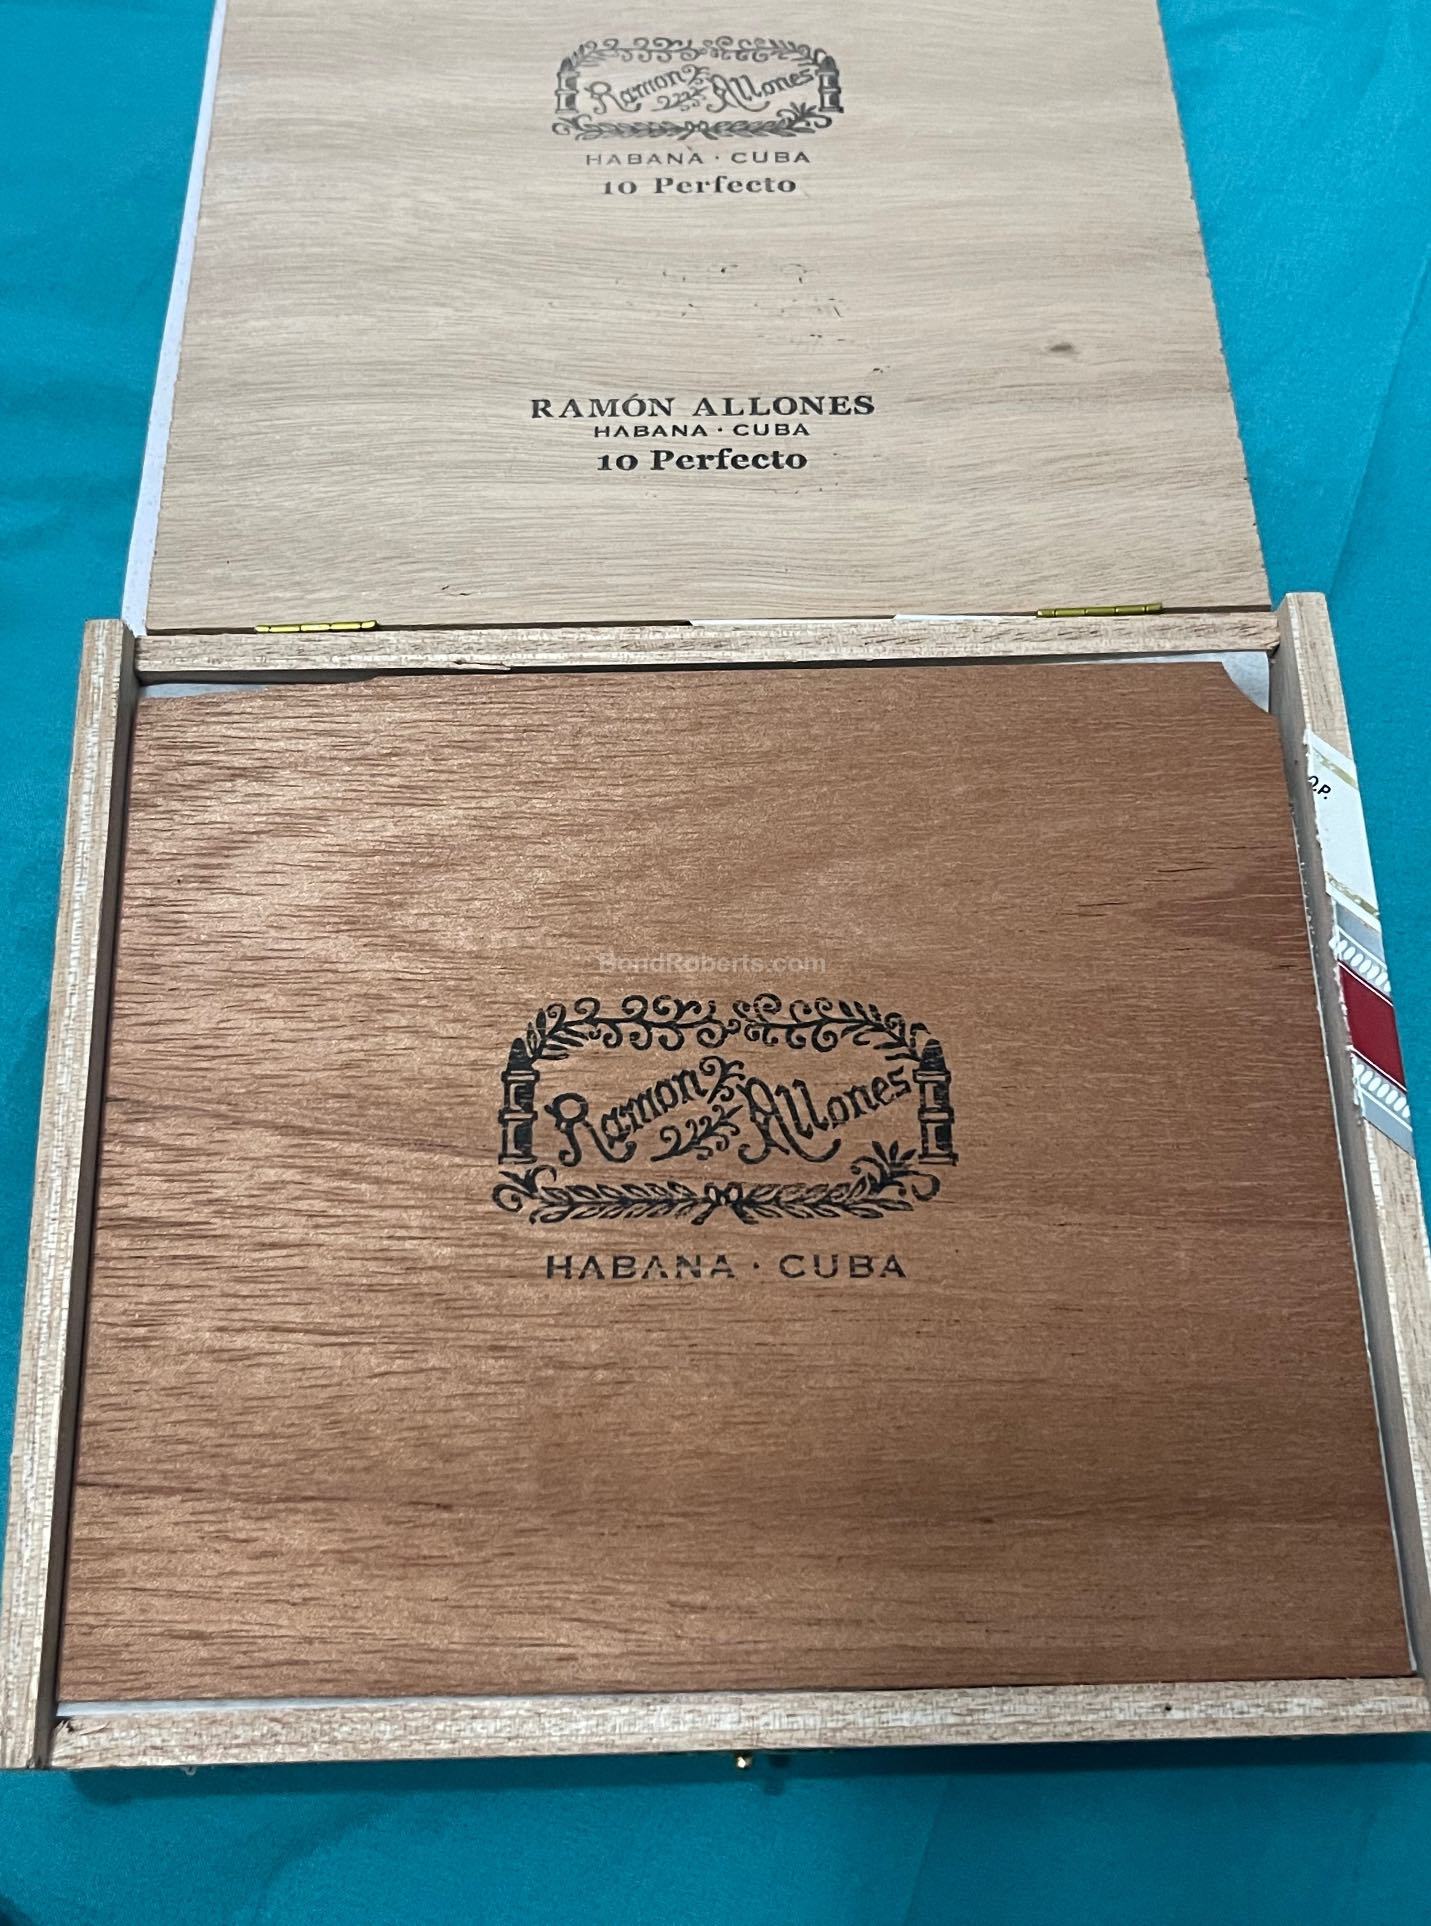 Ramon Allones
HABANA · CUBA
10 Perfecto
RAMÓN ALLONES
HABANA · CUBA
10 Perfecto
O.P.
BondRoberts.com
Ramon Allones
HABANA · CUBA